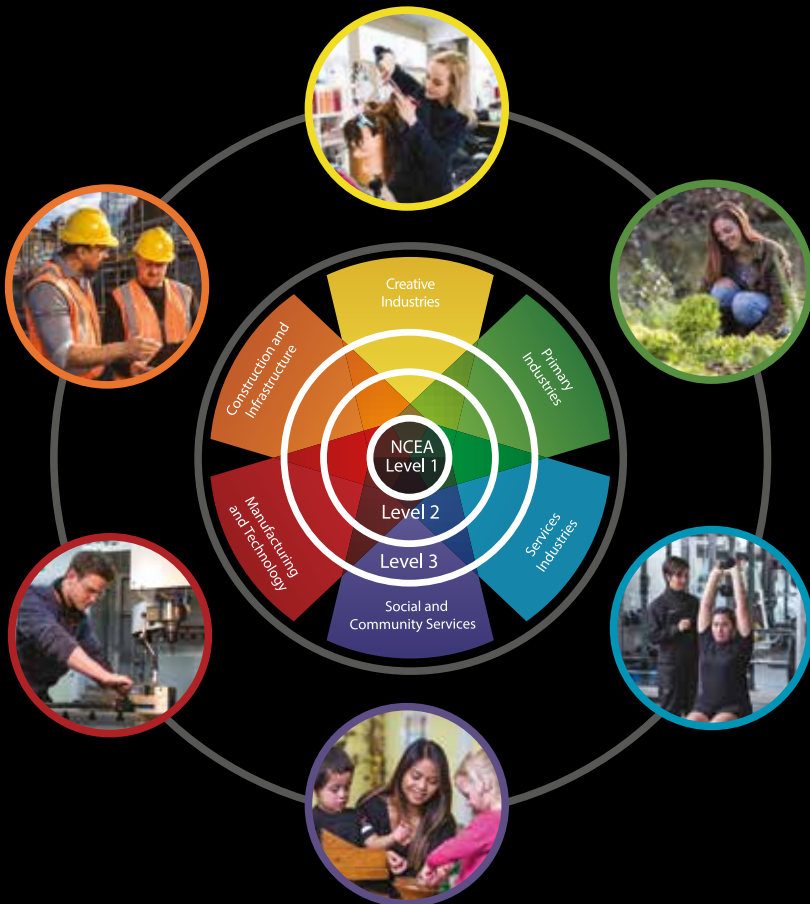 Creative
Industries
Primary
Industries
Construction and
Infrastructure
NCEA
Level 1
Level 2
Level 3
Manufacturing
and Technology
Services
Industries
Social and
Community Services